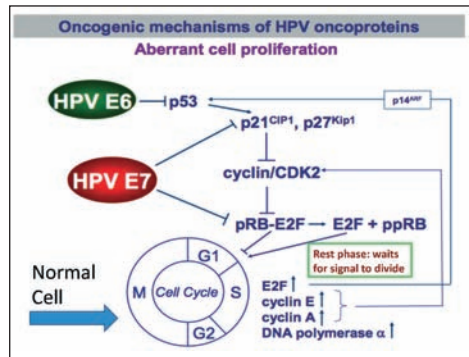 Oncogenic mechanisms of HPV oncoproteins
Aberrant cell proliferation
HPV E6
p53
p14ARF
p21CIP1, p27Kip1
HPV E7
cyclin/CDK2
pRB-E2F → E2F + ppRB
Rest phase: waits
for signal to divide
Normal
Cell
G1
M
Cell Cycle
S
G2
E2F↑
cyclin E↑
cyclin A↑
DNA polymerase α↑